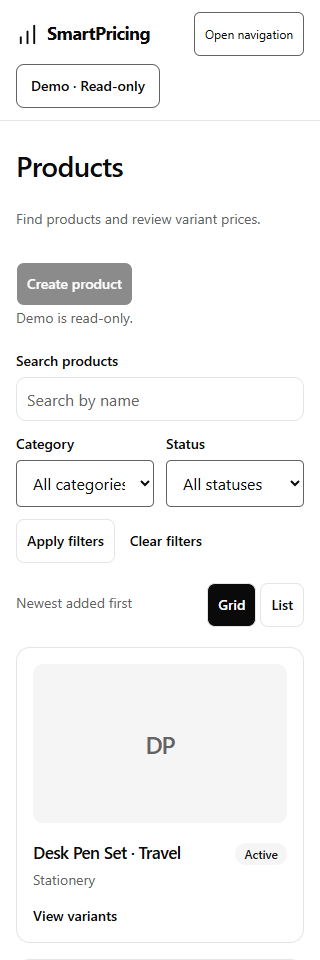 SmartPricing
Open navigation
Demo · Read-only
Products
Find products and review variant prices.
Create product
Demo is read-only.
Search products
Search by name
Category
Status
All categories
All statuses
Apply filters
Clear filters
Newest added first
Grid
List
DP
Desk Pen Set · Travel
Active
Stationery
View variants